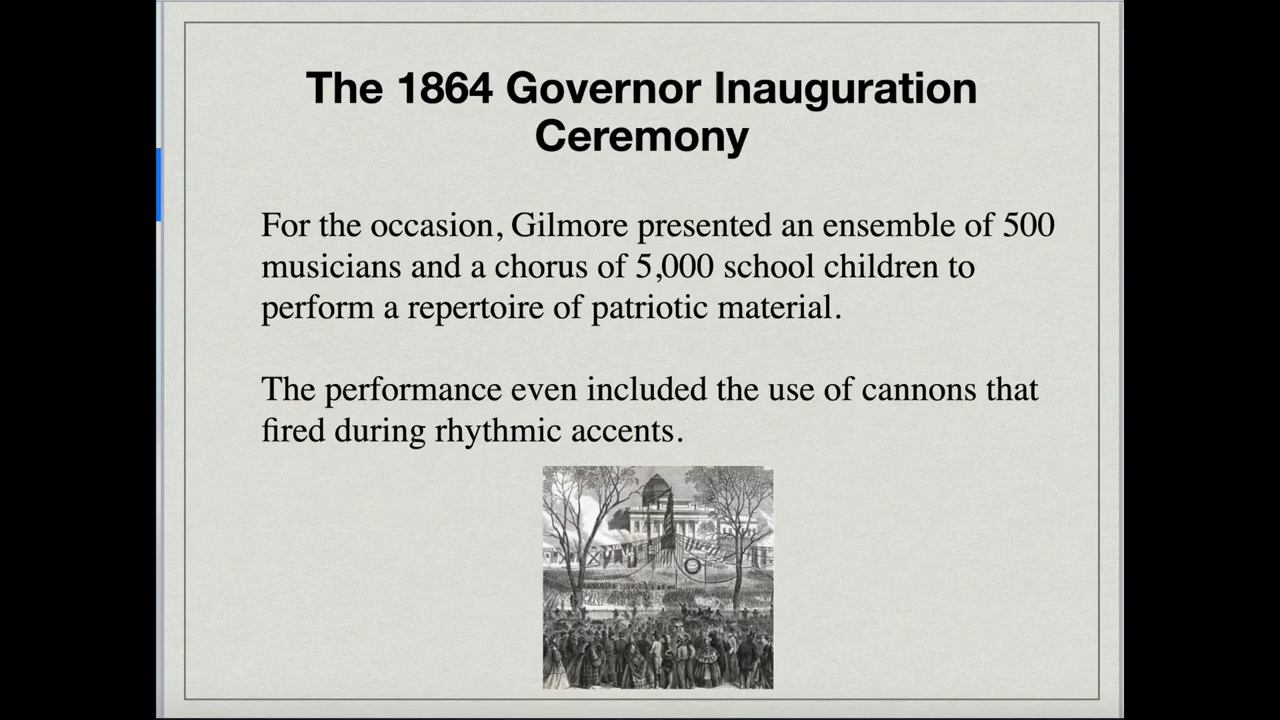 The 1864 Governor Inauguration
Ceremony
For the occasion, Gilmore presented an ensemble of 500
musicians and a chorus of 5,000 school children to
perform a repertoire of patriotic material.
The performance even included the use of cannons that
fired during rhythmic accents.